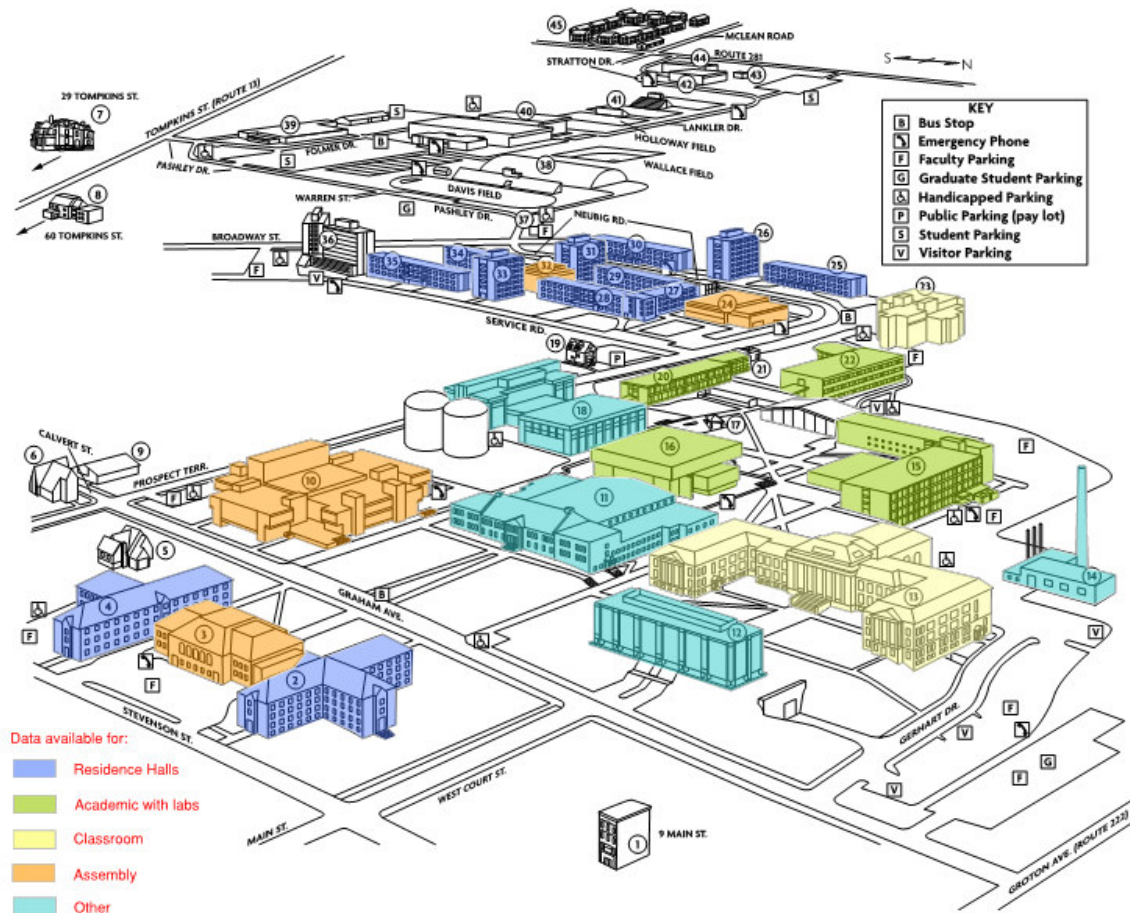 45
MCLEAN ROAD
44
ROUTE 281
STRATTON DR.
42
43
S N
29 TOMPKINS ST.
7
TOMPKINS ST. (ROUTE 13)
S
41
40
LANKLER DR.
S
39
FOLMER DR.
B
HOLLOWAY FIELD
PASHLEY DR.
S
38
WALLACE FIELD
8
60 TOMPKINS ST.
DAVIS FIELD
WARREN ST.
G
PASHLEY DR.
37
F
NEUBIG RD.
BROADWAY ST.
36
F
V
KEY
B Bus Stop
Emergency Phone
F Faculty Parking
G Graduate Student Parking
Handicapped Parking
P Public Parking (pay lot)
S Student Parking
V Visitor Parking
35
34
33
32
31
30
29
28
27
26
25
24
23
B
SERVICE RD.
19
P
21
20
22
F
V
18
17
16
15
F
F
CALVERT ST.
6
9
PROSPECT TERR.
F
10
11
5
14
4
GRAHAM AVE.
B
13
12
F
3
F
2
V
STEVENSON ST.
GERHART DR.
F
V
G
F
V
WEST COURT ST.
MAIN ST.
1
9 MAIN ST.
GROTON AVE. (ROUTE 222)
Data available for:
Residence Halls
Academic with labs
Classroom
Assembly
Other